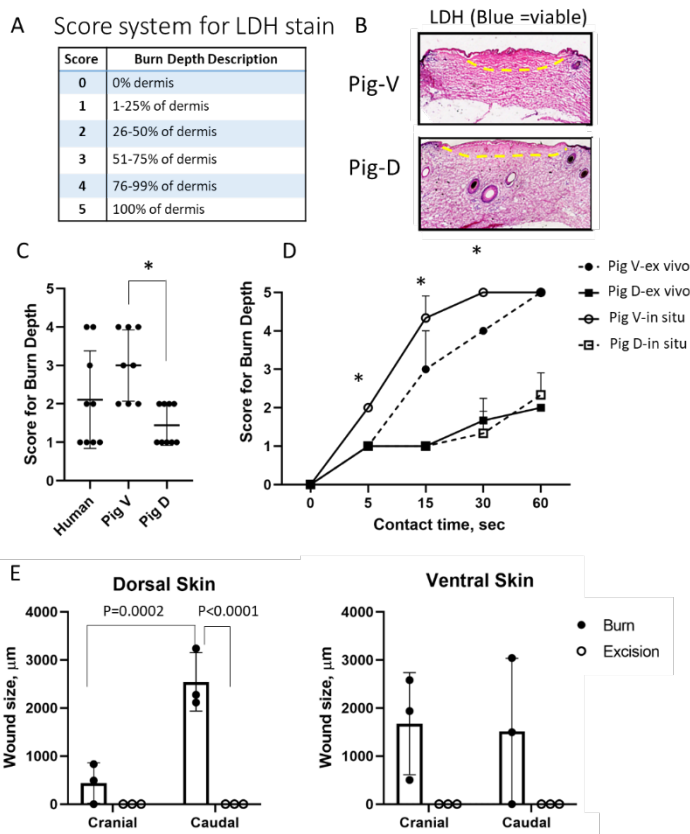 A Score system for LDH stain
Score Burn Depth Description
0 0% dermis
1 1-25% of dermis
2 26-50% of dermis
3 51-75% of dermis
4 76-99% of dermis
5 100% of dermis
B LDH (Blue =viable)
Pig-V
Pig-D
C
*
Score for Burn Depth
5
4
3
2
1
0
Human Pig V Pig D
D
* * *
Score for Burn Depth
5
4
3
2
1
0
0 5 15 30 60
Contact time, sec
Pig V-ex vivo
Pig D-ex vivo
Pig V-in situ
Pig D-in situ
E
Dorsal Skin
P=0.0002 P<0.0001
Wound size, μm
4000
3000
2000
1000
0
Cranial Caudal
Ventral Skin
Wound size, μm
4000
3000
2000
1000
0
Cranial Caudal
Burn
Excision